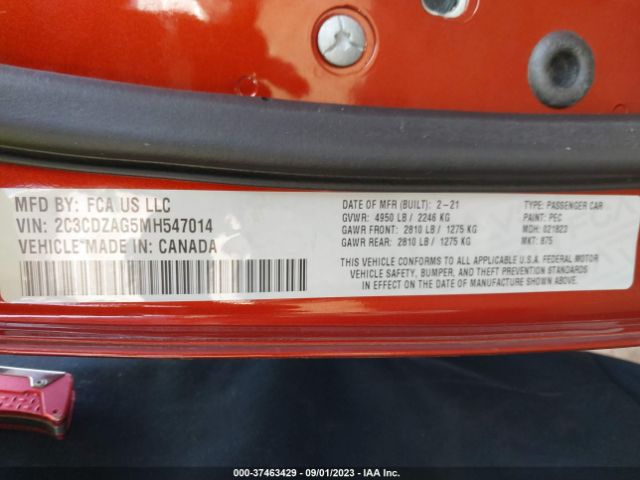 MFD BY: FCA US LLC
VIN: 2C3CDZAG5MH547014
VEHICLE MADE IN: CANADA
DATE OF MFR (BUILT): 2-21
GVWR: 4950 LB / 2246 KG
GAWR FRONT: 2810 LB / 1275 KG
GAWR REAR: 2810 LB / 1275 KG
TYPE: PASSENGER CAR
PAINT: PEC
MDH: 021823
MKT: 875
THIS VEHICLE CONFORMS TO ALL APPLICABLE U.S.A. FEDERAL MOTOR
VEHICLE SAFETY, BUMPER, AND THEFT PREVENTION STANDARDS
IN EFFECT ON THE DATE OF MANUFACTURE SHOWN ABOVE.
000-37463429 - 09/01/2023 - IAA Inc.